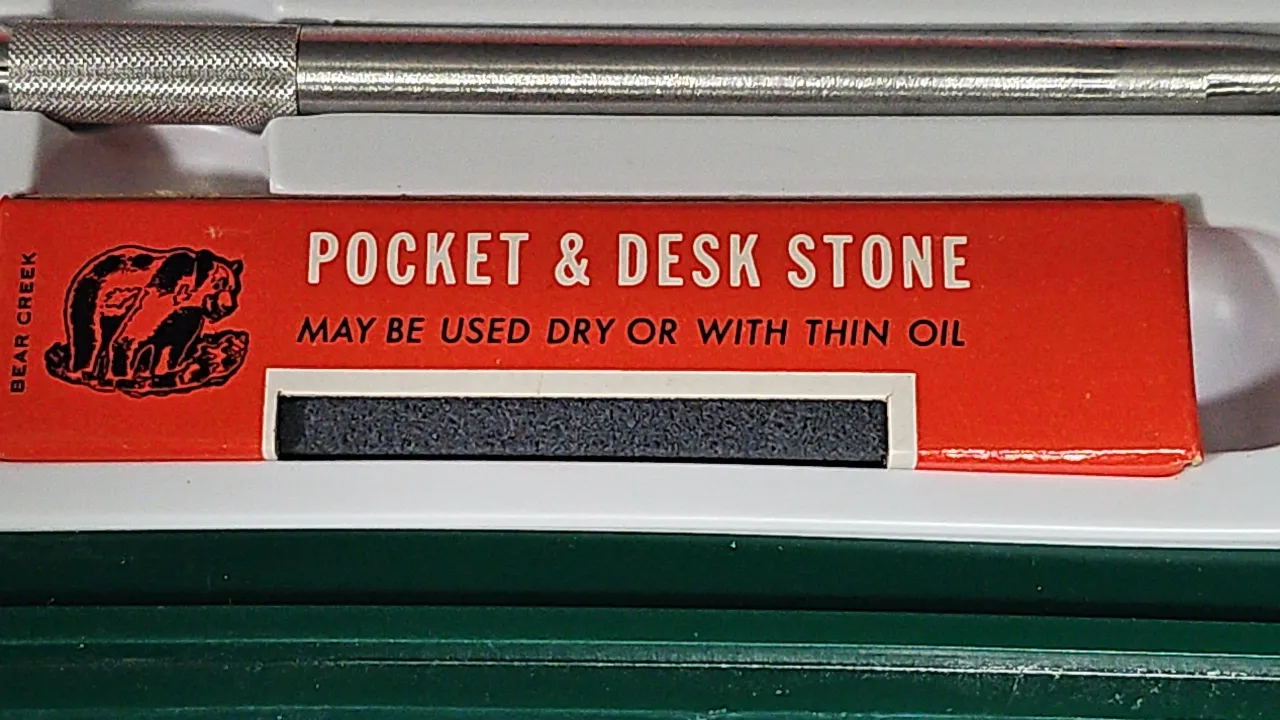 BEAR CREEK
POCKET & DESK STONE
MAY BE USED DRY OR WITH THIN OIL